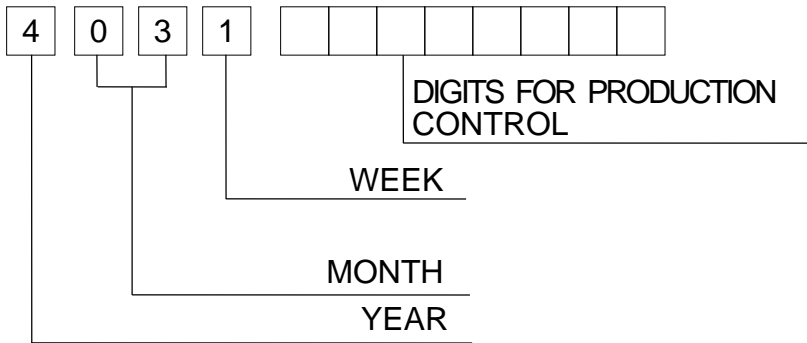 4 0 3 1
DIGITS FOR PRODUCTION
CONTROL
WEEK
MONTH
YEAR